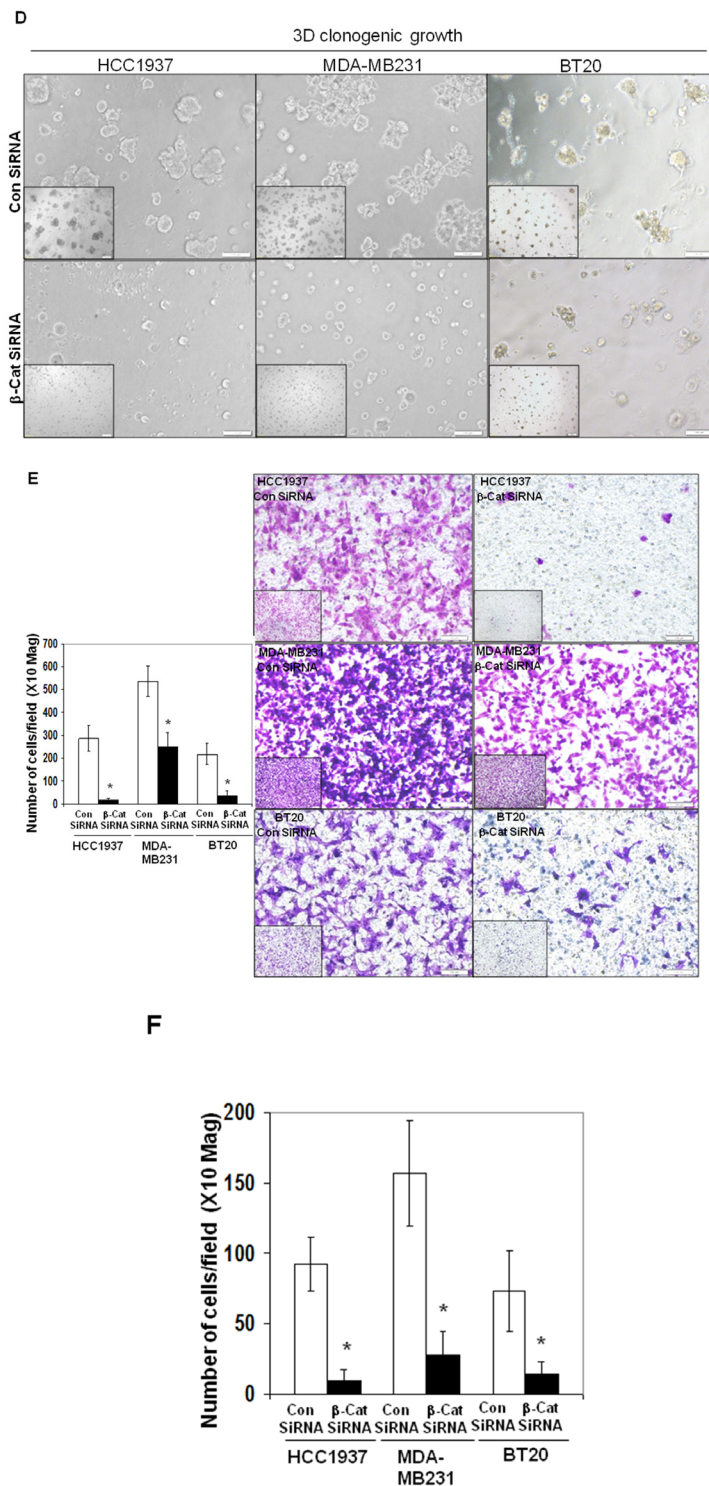 D
3D clonogenic growth
HCC1937 MDA-MB231 BT20
Con SiRNA
β-Cat SiRNA
E
HCC1937
Con SiRNA
HCC1937
β-Cat SiRNA
MDA-MB231
Con SiRNA
MDA-MB231
β-Cat SiRNA
BT20
Con SiRNA
BT20
β-Cat SiRNA
Number of cells/field (X10 Mag)
700
600
500
400
300
200
100
0
* * *
Con β-Cat Con β-Cat Con β-Cat
SiRNA SiRNA SiRNA SiRNA SiRNA SiRNA
HCC1937 MDA- BT20
MB231
F
Number of cells/field (X10 Mag)
200
150
100
50
0
* * *
Con β-Cat Con β-Cat Con β-Cat
SiRNA SiRNA SiRNA SiRNA SiRNA SiRNA
HCC1937 MDA- BT20
MB231